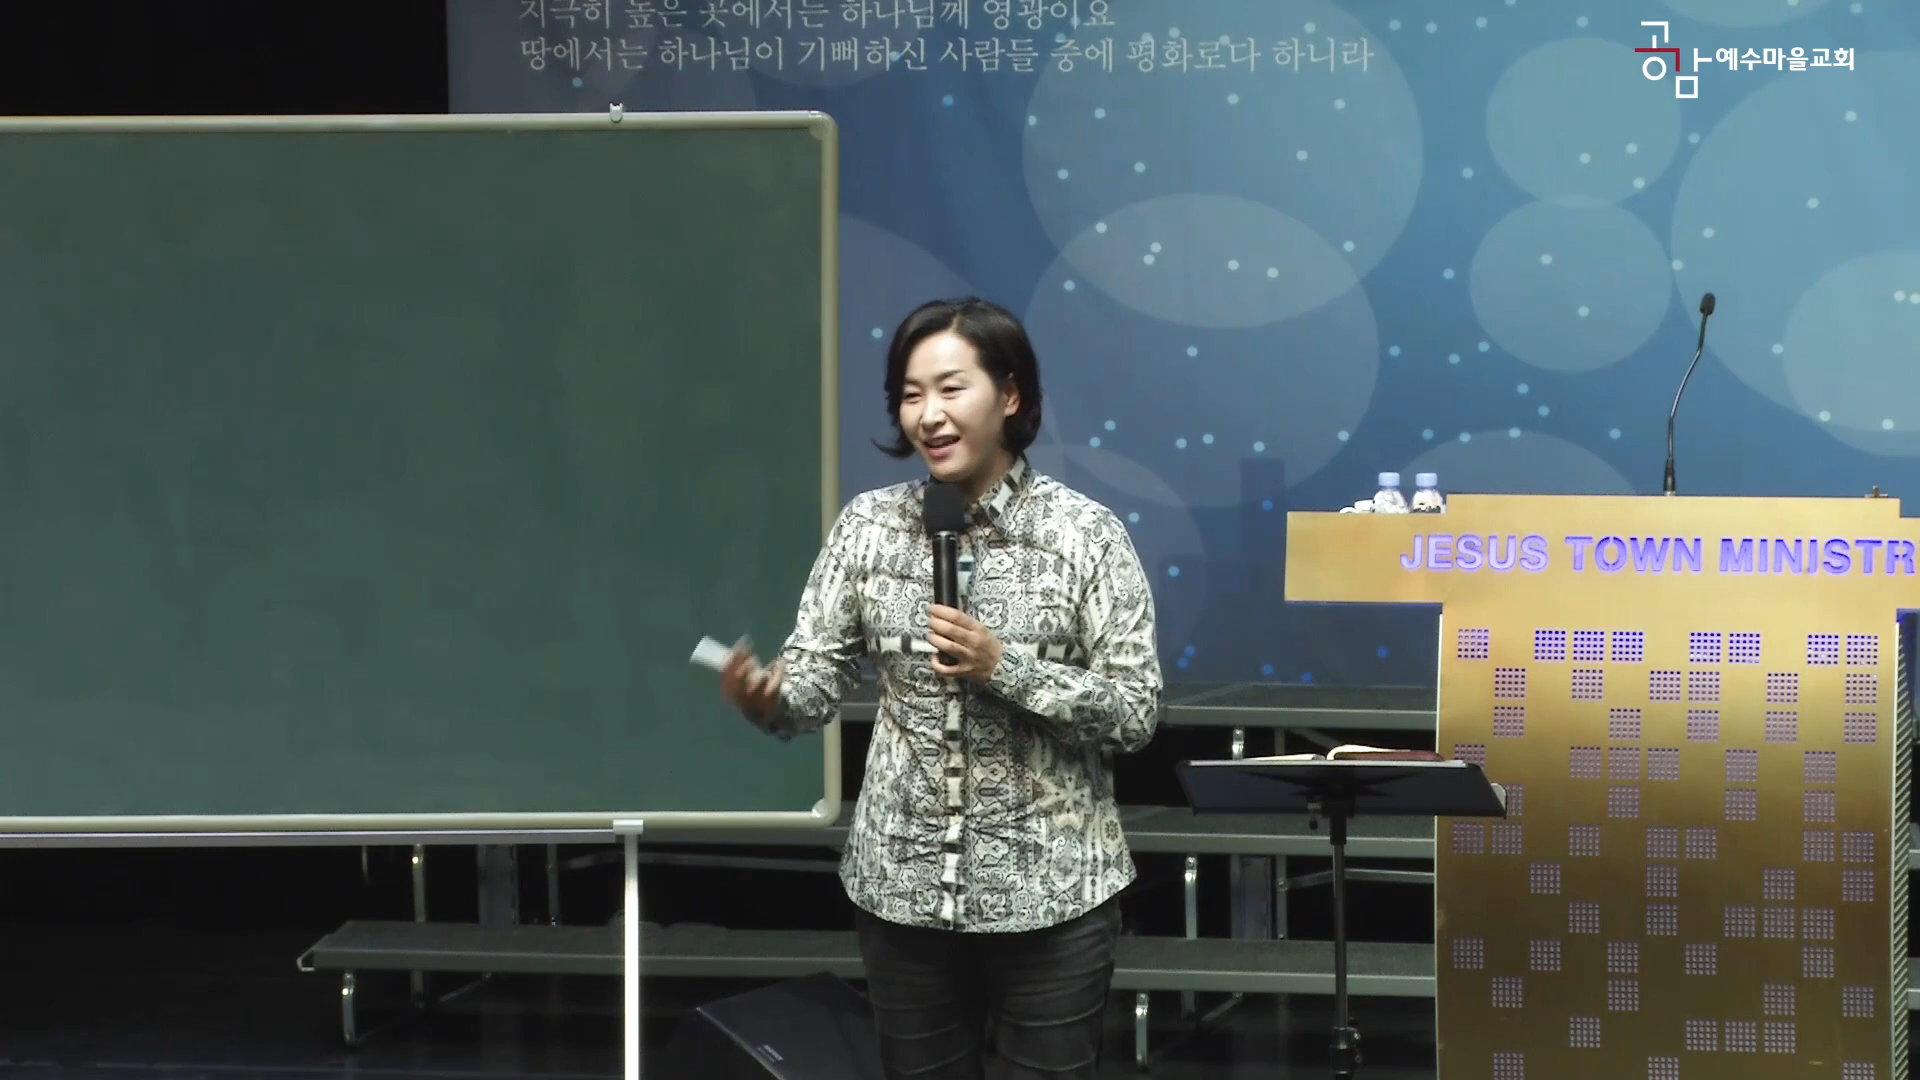 지극히 높은 곳에서는 하나님께 영광이요
땅에서는 하나님이 기뻐하신 사람들 중에 평화로다 하니라
공감 예수마을교회
JESUS TOWN MINISTR